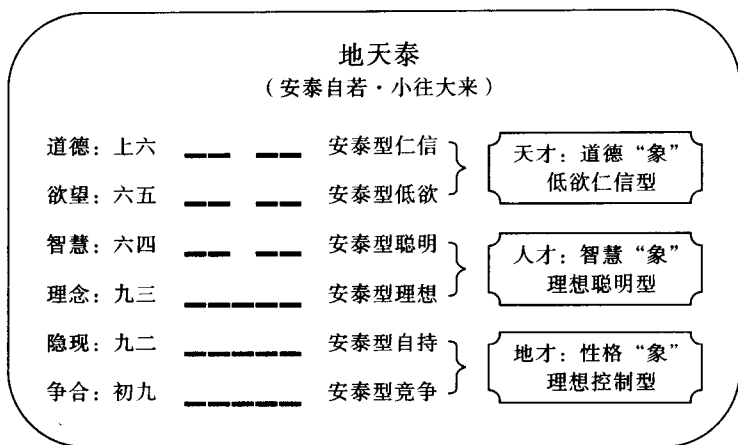 地天泰
（安泰自若·小往大来）
道德：上六 安泰型仁信
欲望：六五 安泰型低欲
天才：道德“象”
低欲仁信型
智慧：六四 安泰型聪明
理念：九三 安泰型理想
人才：智慧“象”
理想聪明型
隐现：九二 安泰型自持
争合：初九 安泰型竞争
地才：性格“象”
理想控制型